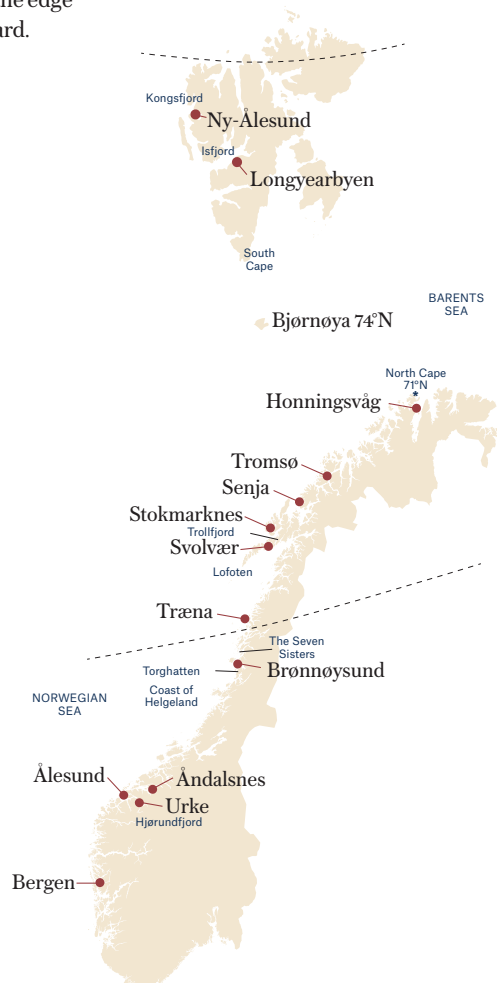 ard.
Kongsfjord
Ny-Ålesund
Isfjord
Longyearbyen
South
Cape
BARENTS
SEA
Bjørnøya 74°N
North Cape
71°N
*
Honningsvåg
Tromsø
Senja
Stokmarknes
Trollfjord
Svolvær
Lofoten
Træna
The Seven
Sisters
Torghatten
Brønnøysund
Coast of
Helgeland
NORWEGIAN
SEA
Ålesund
Åndalsnes
Urke
Hjørundfjord
Bergen